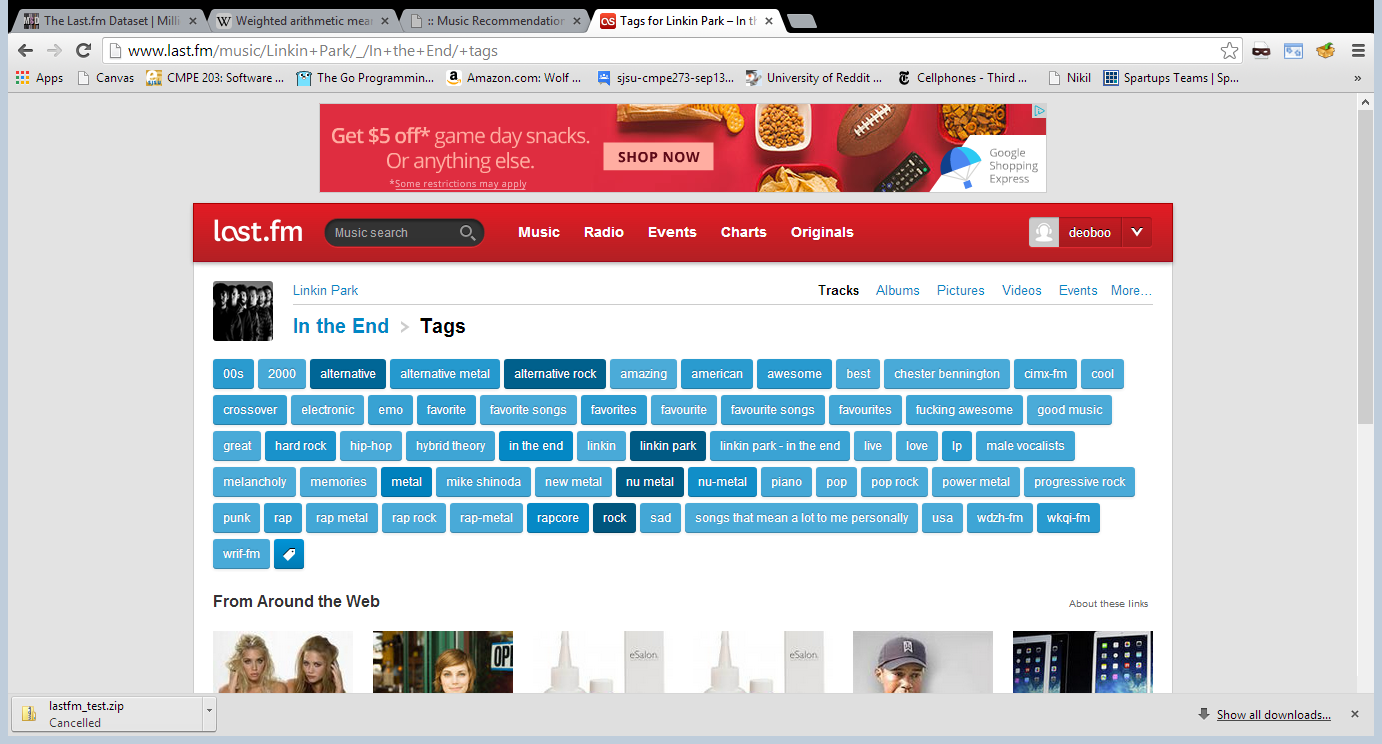 The Last.fm Dataset | Milli
Weighted arithmetic mea
:: Music Recommendation
Tags for Linkin Park – In th
www.last.fm/music/Linkin+Park/_/In+the+End/+tags
Apps Canvas CMPE 203: Software ... The Go Programmin... Amazon.com: Wolf ... sjsu-cmpe273-sep13... University of Reddit ... Cellphones - Third ... Nikil Spartups Teams | Sp... »
Get $5 off* game day snacks.
Or anything else.
*Some restrictions may apply
SHOP NOW
Google
Shopping
Express
last.fm Music search Music Radio Events Charts Originals deoboo
Linkin Park Tracks Albums Pictures Videos Events More...
In the End > Tags
00s 2000 alternative alternative metal alternative rock amazing american awesome best chester bennington cimx-fm cool
crossover electronic emo favorite favorite songs favorites favourite favourite songs favourites fucking awesome good music
great hard rock hip-hop hybrid theory in the end linkin linkin park linkin park - in the end live love lp male vocalists
melancholy memories metal mike shinoda new metal nu metal nu-metal piano pop pop rock power metal progressive rock
punk rap rap metal rap rock rap-metal rapcore rock sad songs that mean a lot to me personally usa wdzh-fm wkqi-fm
wrif-fm
From Around the Web About these links
OPE eSalon. eSalon.
lastfm_test.zip
Cancelled
Show all downloads...